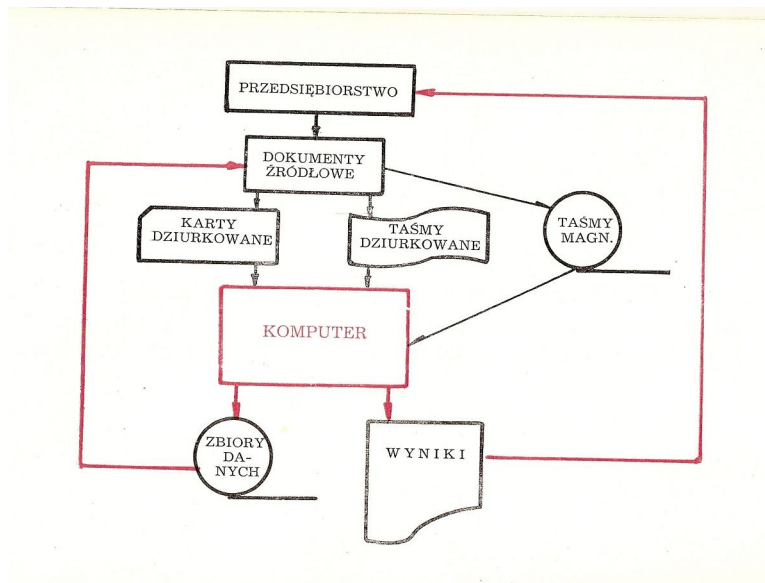 PRZEDSIĘBIORSTWO
DOKUMENTY
ŹRÓDŁOWE
KARTY
DZIURKOWANE
TAŚMY
DZIURKOWANE
TAŚMY
MAGN.
KOMPUTER
ZBIORY
DA-
NYCH
WYNIKI